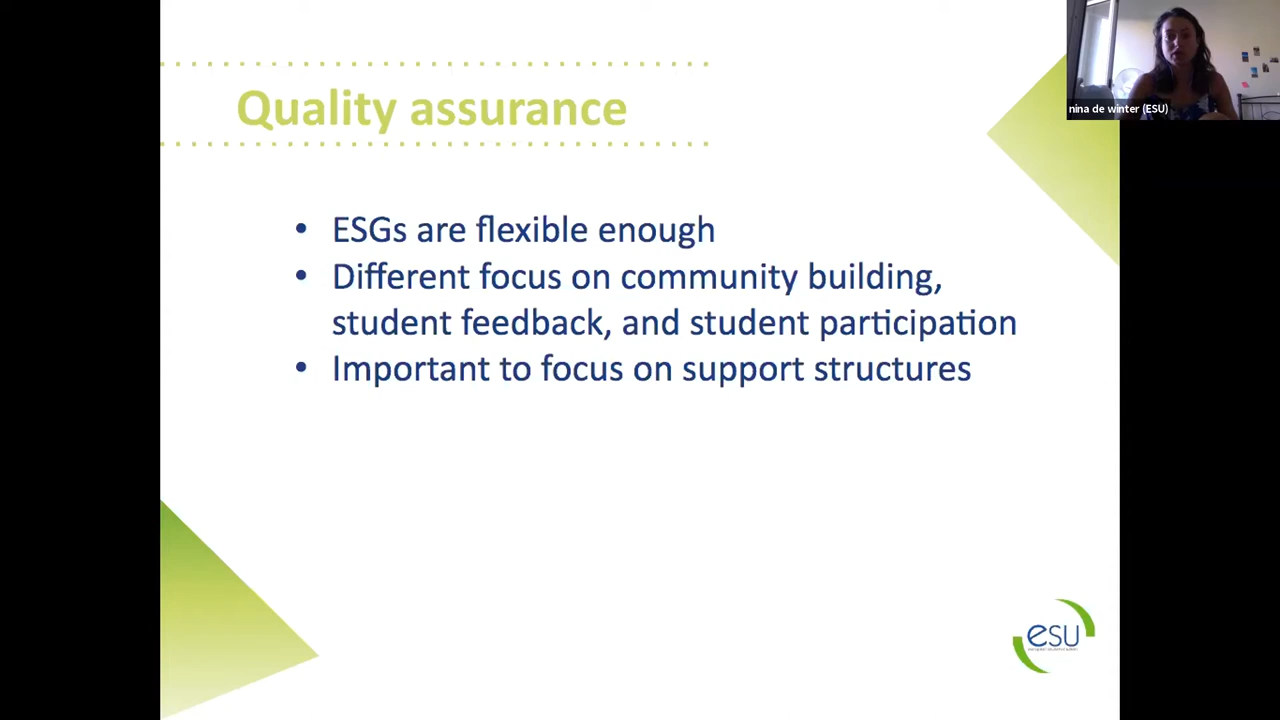 nina de winter (ESU)
Quality assurance
• ESGs are flexible enough
• Different focus on community building,
student feedback, and student participation
• Important to focus on support structures
esu